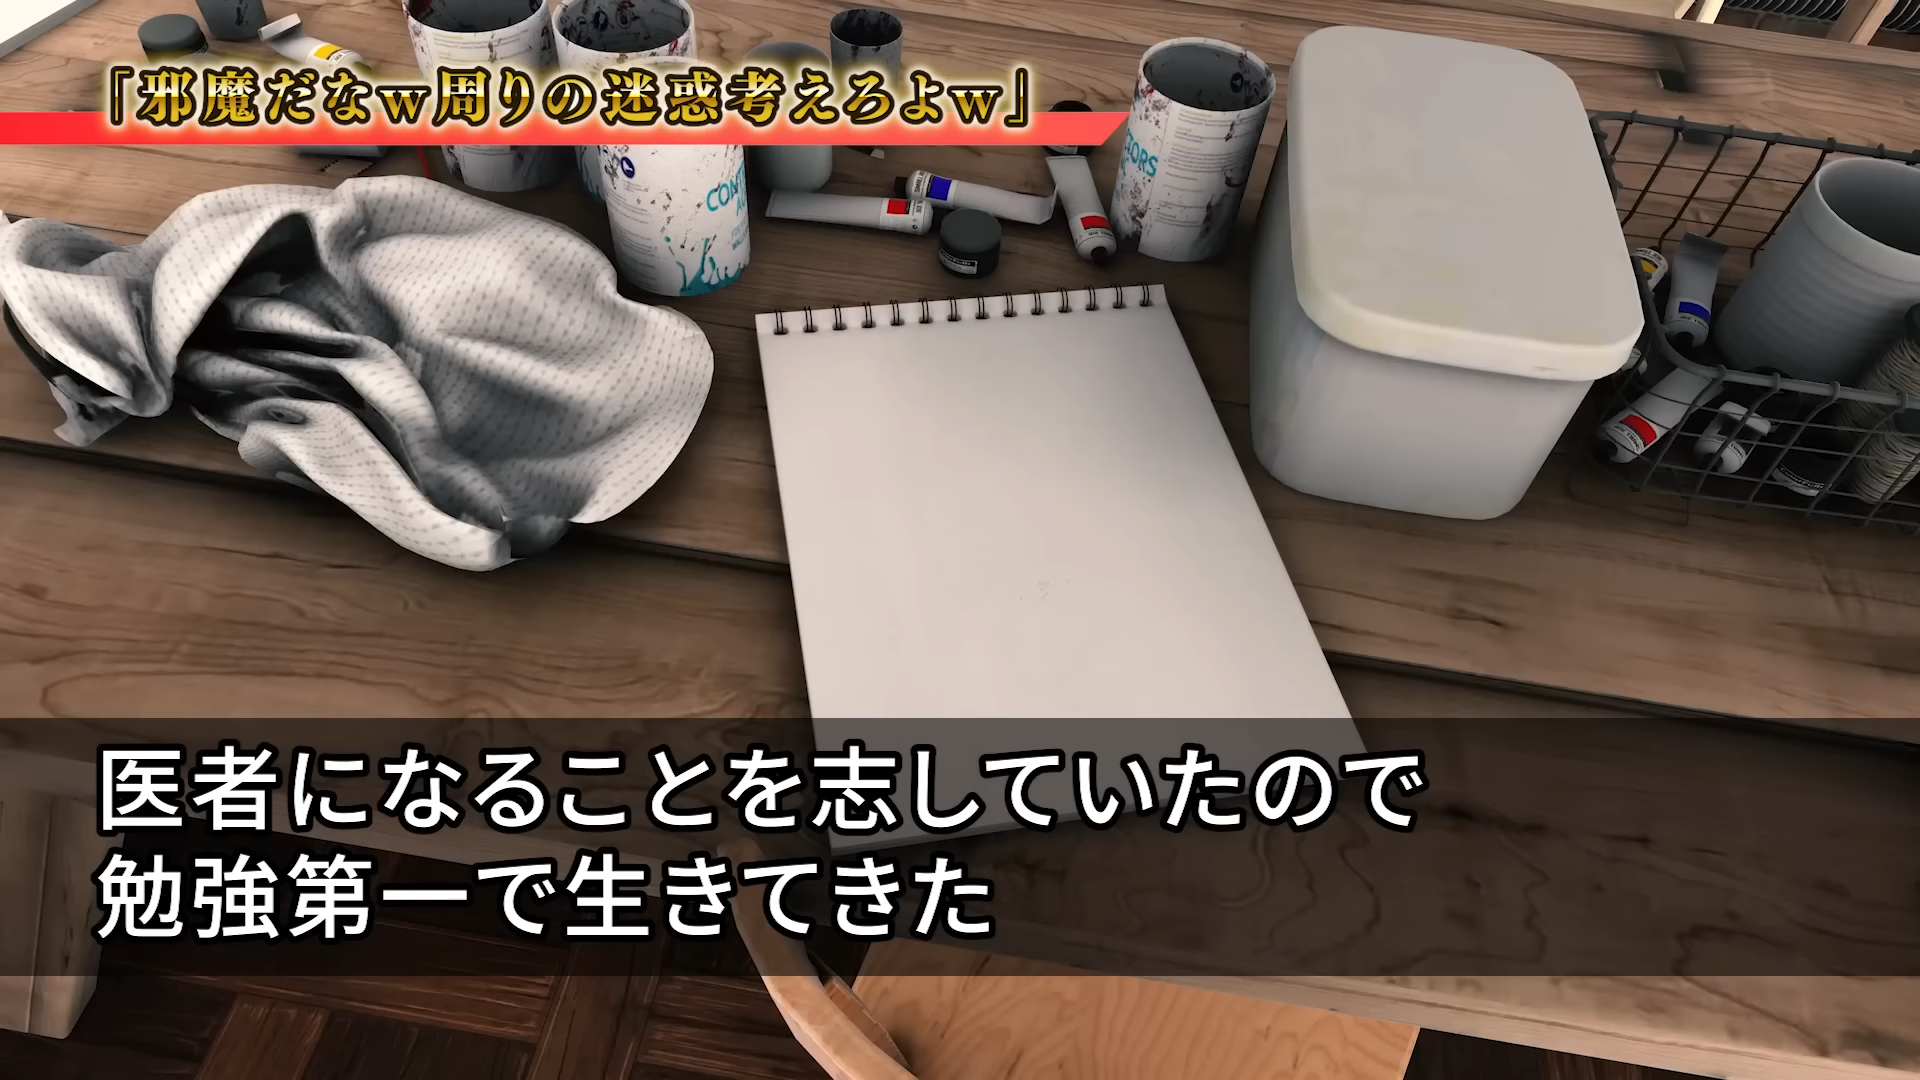 「邪魔だなw周りの迷惑考えろよw」
医者になることを志していたので
勉強第一で生きてきた